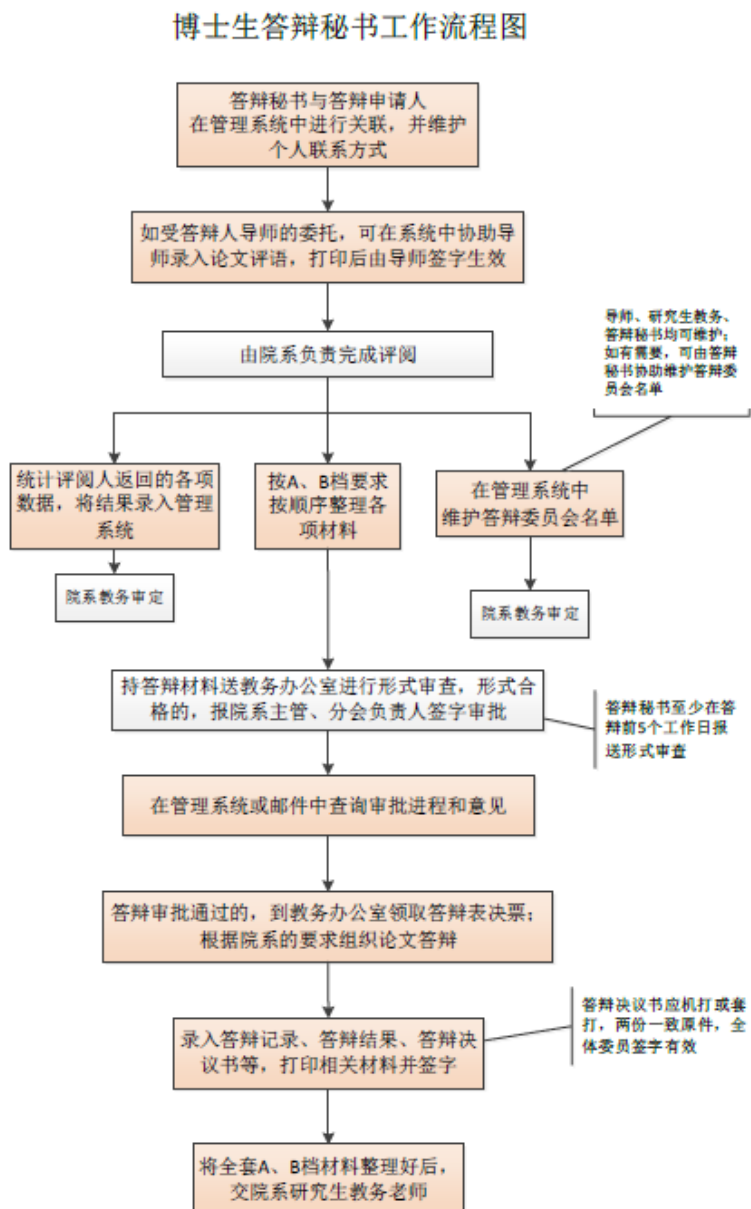 博士生答辩秘书工作流程图
答辩秘书与答辩申请人
在管理系统中进行关联，并维护
个人联系方式
如受答辩人导师的委托，可在系统中协助导
师录入论文评语，打印后由导师签字生效
导师、研究生教务、
答辩秘书均可维护；
如有需要，可由答辩
秘书协助维护答辩委
员会名单
由院系负责完成评阅
统计评阅人返回的各项
数据，将结果录入管理
系统
按A、B档要求
按顺序整理各
项材料
在管理系统中
维护答辩委员会名单
院系教务审定
院系教务审定
持答辩材料送教务办公室进行形式审查，形式合
格的，报院系主管、分会负责人签字审批
答辩秘书至少在答
辩前5个工作日报
送形式审查
在管理系统或邮件中查询审批进程和意见
答辩审批通过的，到教务办公室领取答辩表决票；
根据院系的要求组织论文答辩
答辩决议书应机打或套
打，两份一致原件，全
体委员签字有效
录入答辩记录、答辩结果、答辩决
议书等，打印相关材料并签字
将全套A、B档材料整理好后，
交院系研究生教务老师